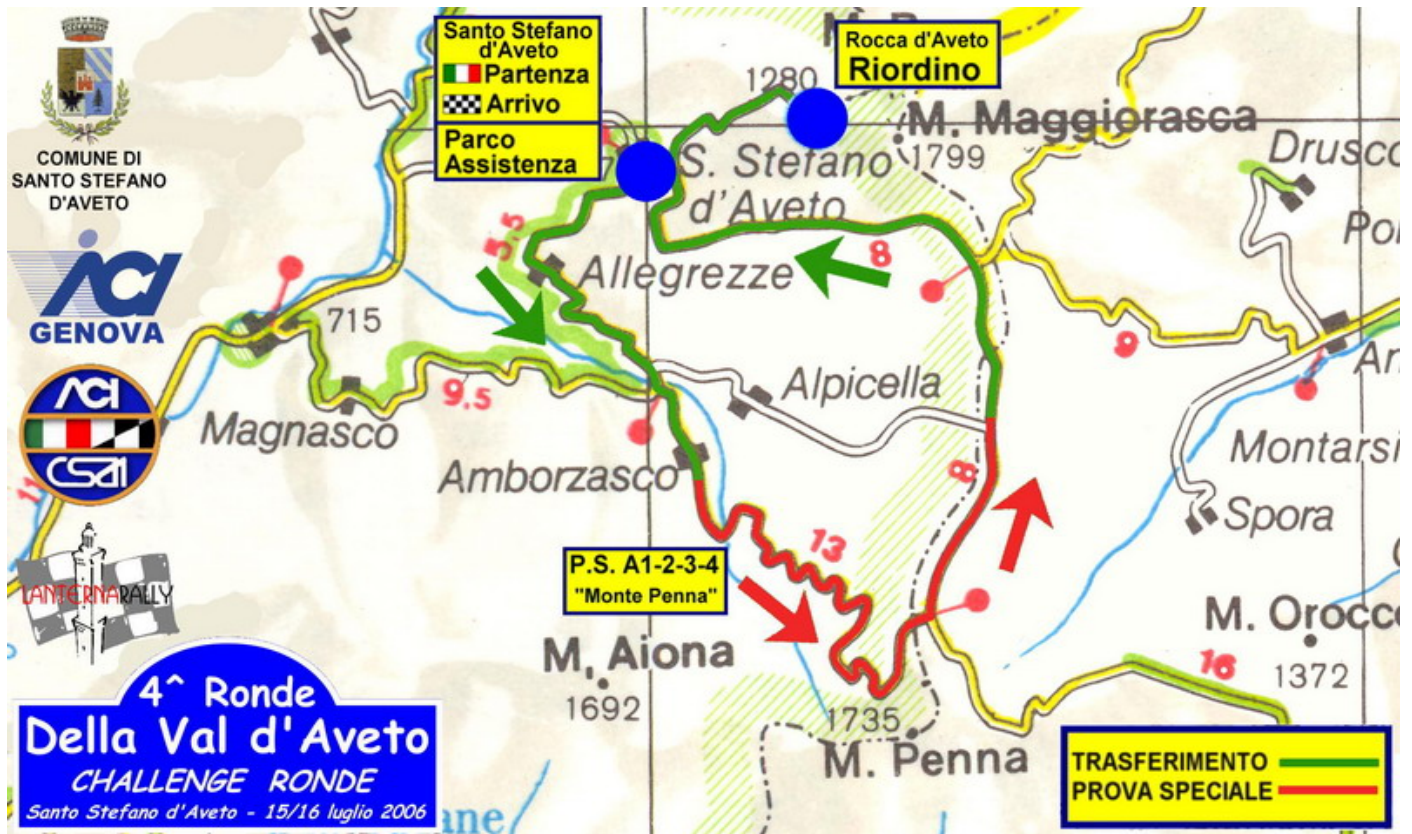 COMUNE DI
SANTO STEFANO
D'AVETO
Santo Stefano
d'Aveto
Partenza
Arrivo
Parco
Assistenza
Rocca d'Aveto
Riordino
1280
M. Maggiorasca
1799
S. Stefano
d'Aveto
5.5
8
Allegrezze
ACI
GENOVA
715
9.5
9
Alpicella
Magnasco
ACI
CSAI
Amborzasco
8
Montarsi
Spora
11
13
LANTERNARALLY
P.S. A1-2-3-4
"Monte Penna"
M. Aiona
1692
1735
M. Penna
M. Orocco
1372
16
4^ Ronde
Della Val d'Aveto
CHALLENGE RONDE
Santo Stefano d'Aveto - 15/16 luglio 2006
TRASFERIMENTO
PROVA SPECIALE